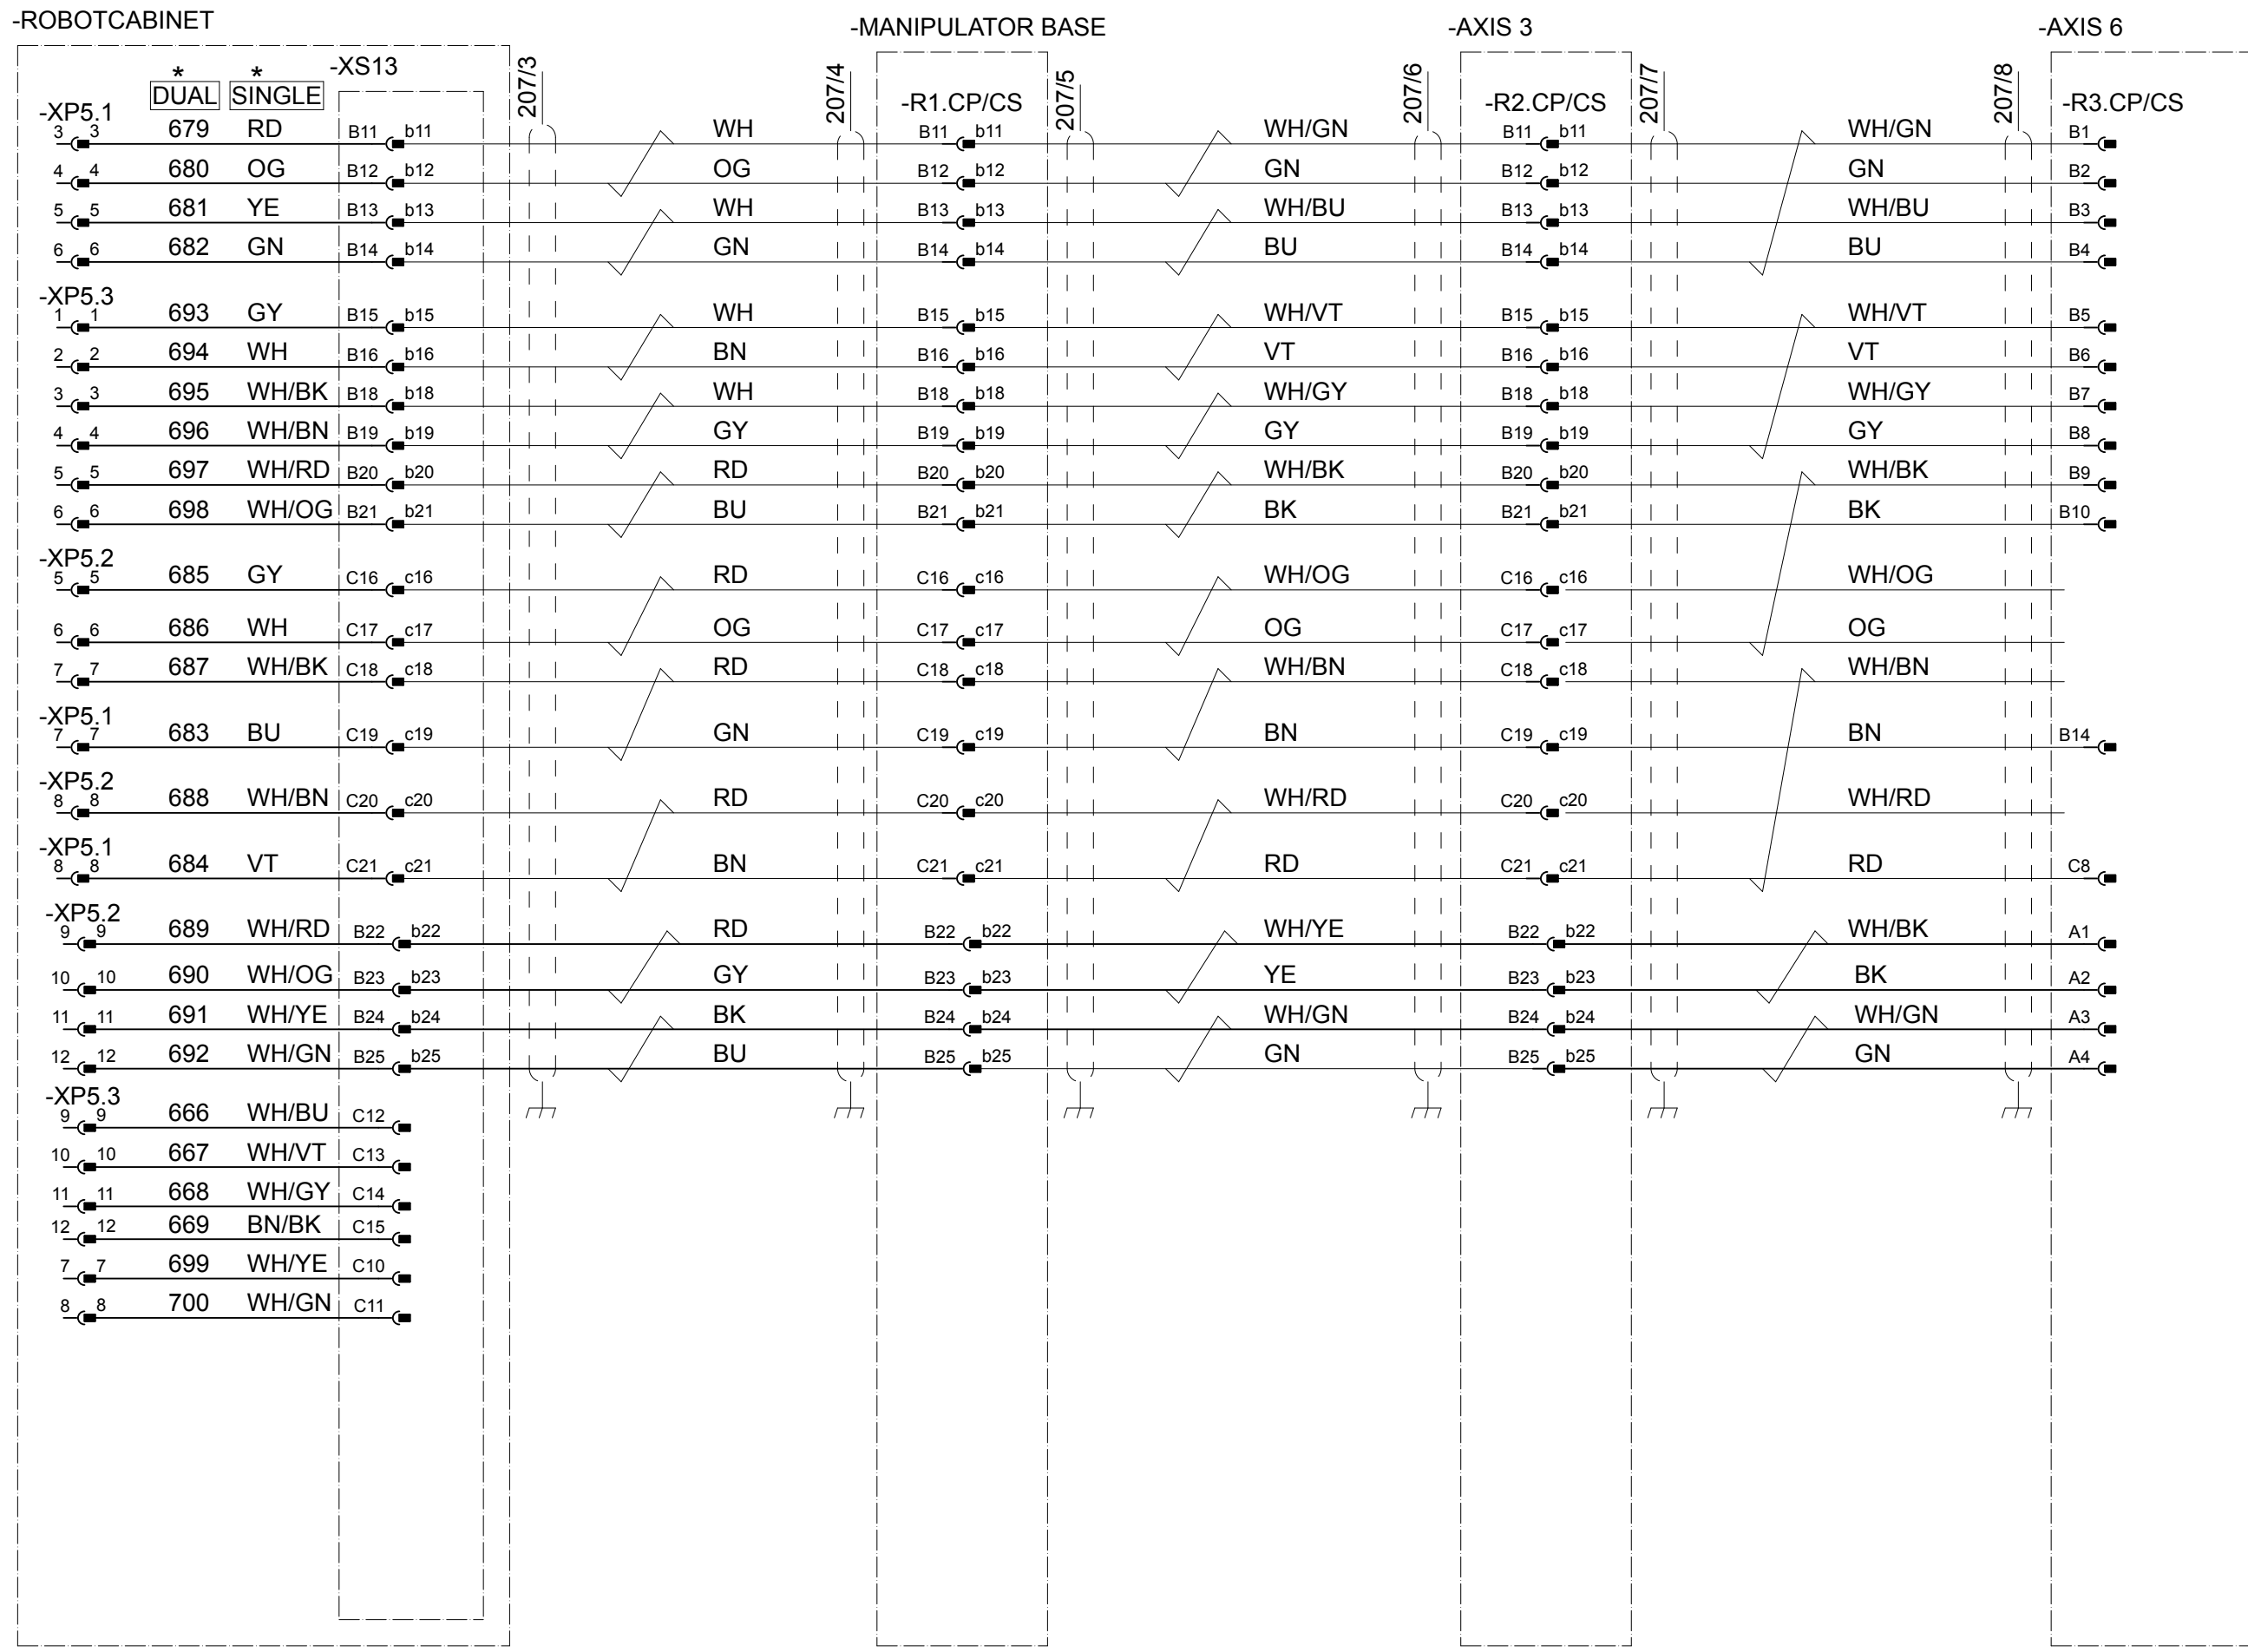 -ROBOTCABINET -MANIPULATOR BASE -AXIS 3 -AXIS 6
* * -XS13 207/3 207/4 207/5 207/6 207/7 207/8
DUAL SINGLE -R1.CP/CS -R2.CP/CS -R3.CP/CS
-XP5.1
3 3 679 RD B11 b11 WH B11 b11 WH/GN B11 b11 WH/GN B1
4 4 680 OG B12 b12 OG B12 b12 GN B12 b12 GN B2
5 5 681 YE B13 b13 WH B13 b13 WH/BU B13 b13 WH/BU B3
6 6 682 GN B14 b14 GN B14 b14 BU B14 b14 BU B4
-XP5.3
1 1 693 GY B15 b15 WH B15 b15 WH/VT B15 b15 WH/VT B5
2 2 694 WH B16 b16 BN B16 b16 VT B16 b16 VT B6
3 3 695 WH/BK B18 b18 WH B18 b18 WH/GY B18 b18 WH/GY B7
4 4 696 WH/BN B19 b19 GY B19 b19 GY B19 b19 GY B8
5 5 697 WH/RD B20 b20 RD B20 b20 WH/BK B20 b20 WH/BK B9
6 6 698 WH/OG B21 b21 BU B21 b21 BK B21 b21 BK B10
-XP5.2
5 5 685 GY C16 c16 RD C16 c16 WH/OG C16 c16 WH/OG
6 6 686 WH C17 c17 OG C17 c17 OG C17 c17 OG
7 7 687 WH/BK C18 c18 RD C18 c18 WH/BN C18 c18 WH/BN
-XP5.1
7 7 683 BU C19 c19 GN C19 c19 BN C19 c19 BN B14
-XP5.2
8 8 688 WH/BN C20 c20 RD C20 c20 WH/RD C20 c20 WH/RD
-XP5.1
8 8 684 VT C21 c21 BN C21 c21 RD C21 c21 RD C8
-XP5.2
9 9 689 WH/RD B22 b22 RD B22 b22 WH/YE B22 b22 WH/BK A1
10 10 690 WH/OG B23 b23 GY B23 b23 YE B23 b23 BK A2
11 11 691 WH/YE B24 b24 BK B24 b24 WH/GN B24 b24 WH/GN A3
12 12 692 WH/GN B25 b25 BU B25 b25 GN B25 b25 GN A4
-XP5.3
9 9 666 WH/BU C12
10 10 667 WH/VT C13
11 11 668 WH/GY C14
12 12 669 BN/BK C15
7 7 699 WH/YE C10
8 8 700 WH/GN C11